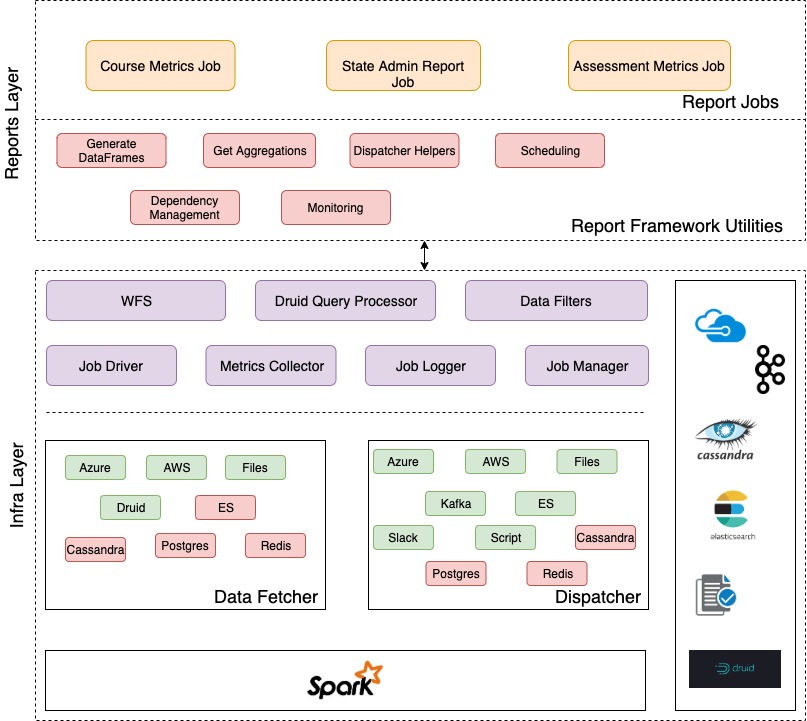 Reports Layer
Course Metrics Job
State Admin Report
Job
Assessment Metrics Job
Report Jobs
Generate
DataFrames
Get Aggregations
Dispatcher Helpers
Scheduling
Dependency
Management
Monitoring
Report Framework Utilities
Infra Layer
WFS
Druid Query Processor
Data Filters
Job Driver
Metrics Collector
Job Logger
Job Manager
Azure
AWS
Files
Druid
ES
Cassandra
Postgres
Redis
Data Fetcher
Azure
AWS
Files
Kafka
ES
Slack
Script
Cassandra
Postgres
Redis
Dispatcher
Spark
cassandra
elasticsearch
druid